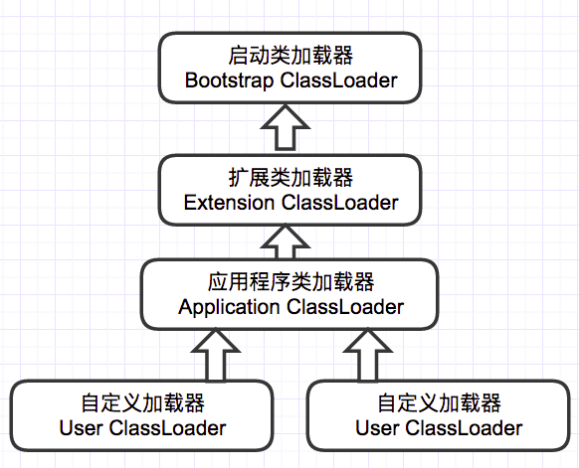 启动类加载器
Bootstrap ClassLoader
扩展类加载器
Extension ClassLoader
应用程序类加载器
Application ClassLoader
自定义加载器
User ClassLoader
自定义加载器
User ClassLoader